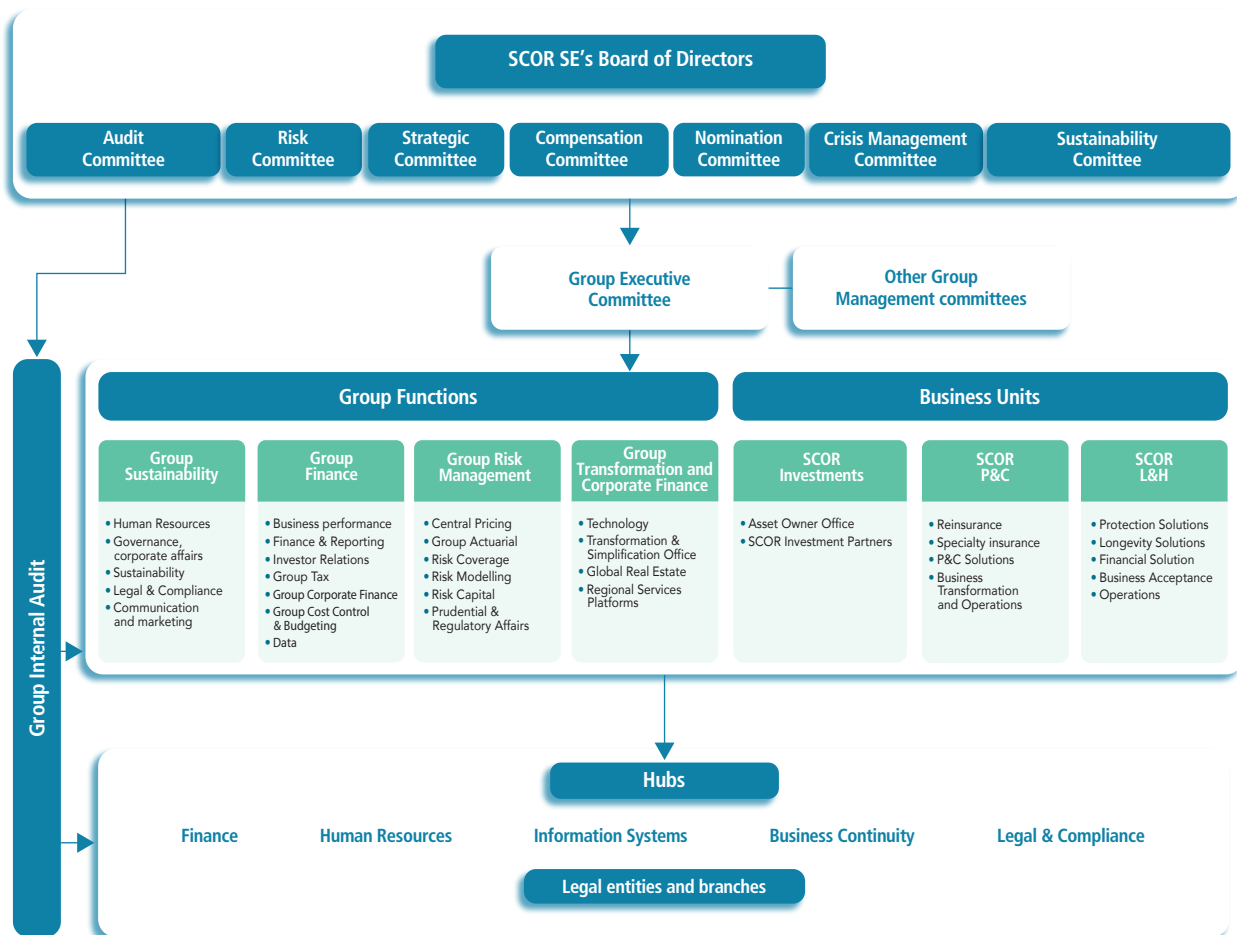 SCOR SE's Board of Directors
Audit
Committee
Risk
Committee
Strategic
Committee
Compensation
Committee
Nomination
Committee
Crisis Management
Committee
Sustainability
Comittee
Group Executive
Committee
Other Group
Management committees
Group Internal Audit
Group Functions
Business Units
Group
Sustainability
• Human Resources
• Governance,
corporate affairs
• Sustainability
• Legal & Compliance
• Communication
and marketing
Group
Finance
• Business performance
• Finance & Reporting
• Investor Relations
• Group Tax
• Group Corporate Finance
• Group Cost Control
& Budgeting
• Data
Group Risk
Management
• Central Pricing
• Group Actuarial
• Risk Coverage
• Risk Modelling
• Risk Capital
• Prudential &
Regulatory Affairs
Group
Transformation and
Corporate Finance
• Technology
• Transformation &
Simplification Office
• Global Real Estate
• Regional Services
Platforms
SCOR
Investments
• Asset Owner Office
• SCOR Investment Partners
SCOR
P&C
• Reinsurance
• Specialty insurance
• P&C Solutions
• Business
Transformation
and Operations
SCOR
L&H
• Protection Solutions
• Longevity Solutions
• Financial Solution
• Business Acceptance
• Operations
Hubs
Finance
Human Resources
Information Systems
Business Continuity
Legal & Compliance
Legal entities and branches